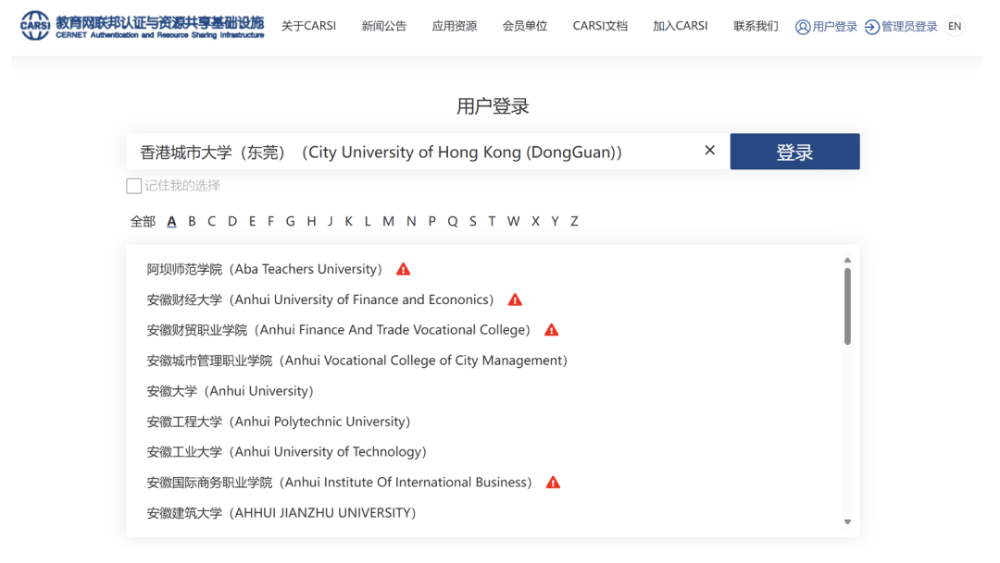 CARSI 教育网联邦认证与资源共享基础设施
CERNET Authentication and Resource Sharing Infrastructure
关于CARSI 新闻公告 应用资源 会员单位 CARSI文档 加入CARSI 联系我们 用户登录 管理员登录 EN
用户登录
香港城市大学（东莞）（City University of Hong Kong (DongGuan)） × 登录
记住我的选择
全部 A B C D E F G H J K L M N P Q S T W X Y Z
阿坝师范学院（Aba Teachers University）
安徽财经大学（Anhui University of Finance and Econonics）
安徽财贸职业学院（Anhui Finance And Trade Vocational College）
安徽城市管理职业学院（Anhui Vocational College of City Management）
安徽大学（Anhui University）
安徽工程大学（Anhui Polytechnic University）
安徽工业大学（Anhui University of Technology）
安徽国际商务职业学院（Anhui Institute Of International Business）
安徽建筑大学（AHHUI JIANZHU UNIVERSITY）